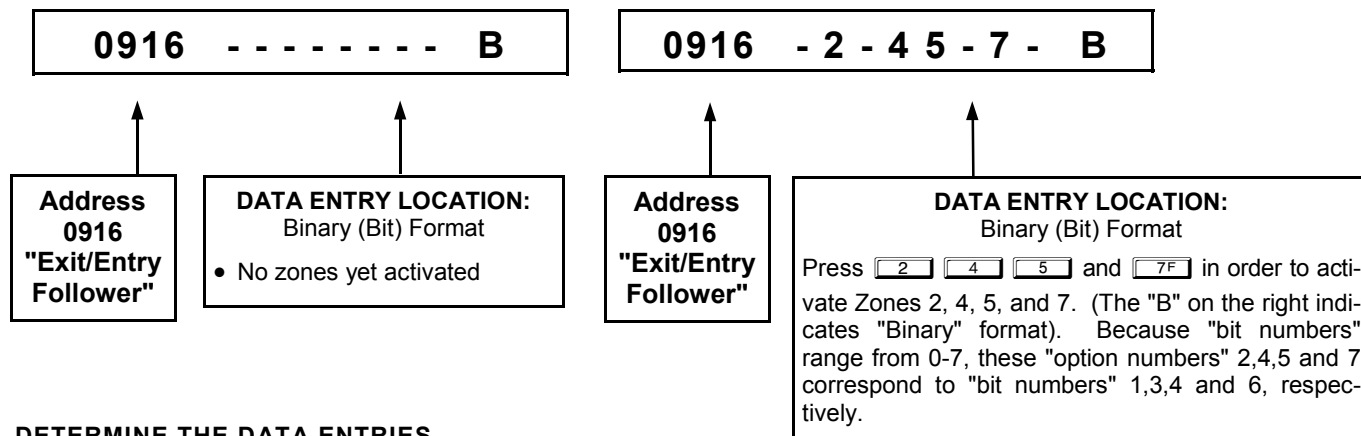 0916 - - - - - - - - B
0916 - 2 - 4 5 - 7 - B
Address
0916
"Exit/Entry
Follower"
DATA ENTRY LOCATION:
Binary (Bit) Format
• No zones yet activated
Address
0916
"Exit/Entry
Follower"
DATA ENTRY LOCATION:
Binary (Bit) Format
Press 2 4 5 and 7F in order to acti-
vate Zones 2, 4, 5, and 7. (The "B" on the right indi-
cates "Binary" format). Because "bit numbers"
range from 0-7, these "option numbers" 2,4,5 and 7
correspond to "bit numbers" 1,3,4 and 6, respec-
tively.
DETERMINE THE DATA ENTRIES